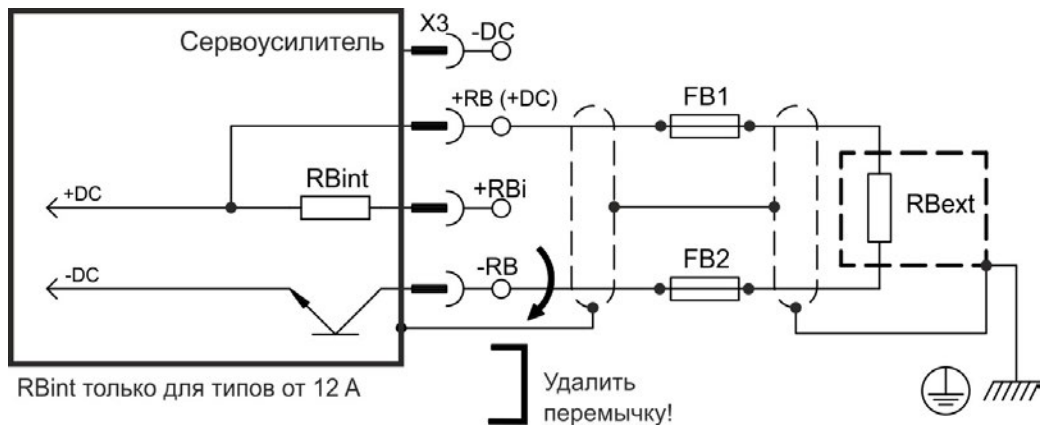 Сервоусилитель
X3
-DC
+RB (+DC)
FB1
+DC
RBint
+RBi
RBext
-DC
-RB
FB2
RBint только для типов от 12 A
Удалить
перемычку!